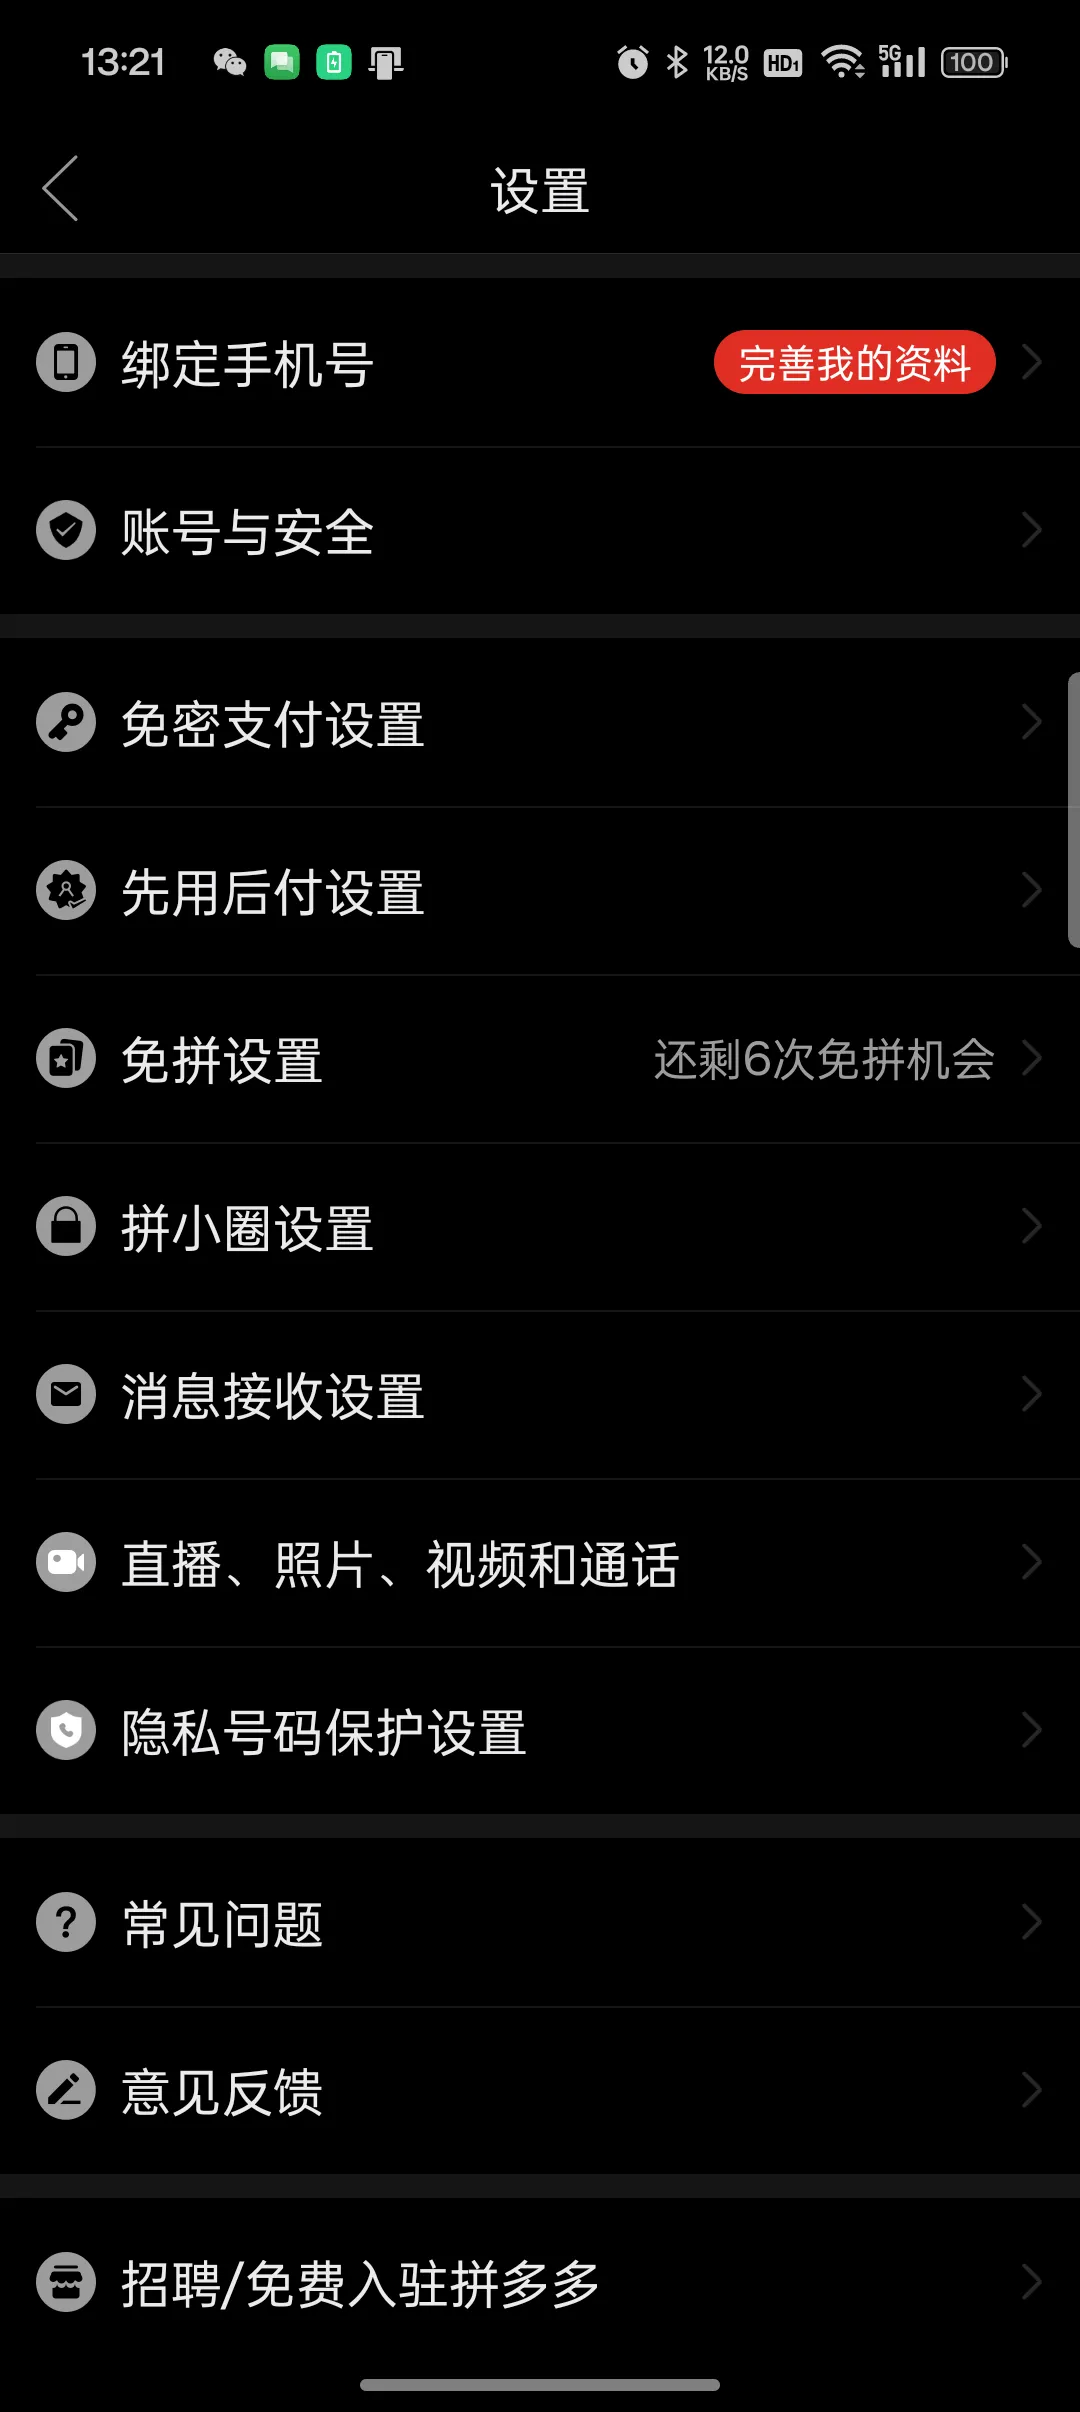 13:21 12.0 KB/S HD1 5G 100
设置
绑定手机号 完善我的资料
账号与安全
免密支付设置
先用后付设置
免拼设置 还剩6次免拼机会
拼小圈设置
消息接收设置
直播、照片、视频和通话
隐私号码保护设置
常见问题
意见反馈
招聘/免费入驻拼多多